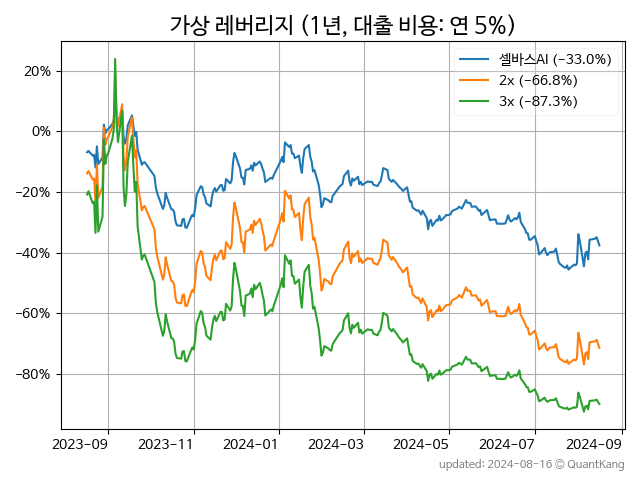 가상 레버리지 (1년, 대출 비용: 연 5%)
셀바스AI (-33.0%)
2x (-66.8%)
3x (-87.3%)
20%
0%
−20%
−40%
−60%
−80%
2023-09 2023-11 2024-01 2024-03 2024-05 2024-07 2024-09
updated: 2024-08-16 © QuantKang